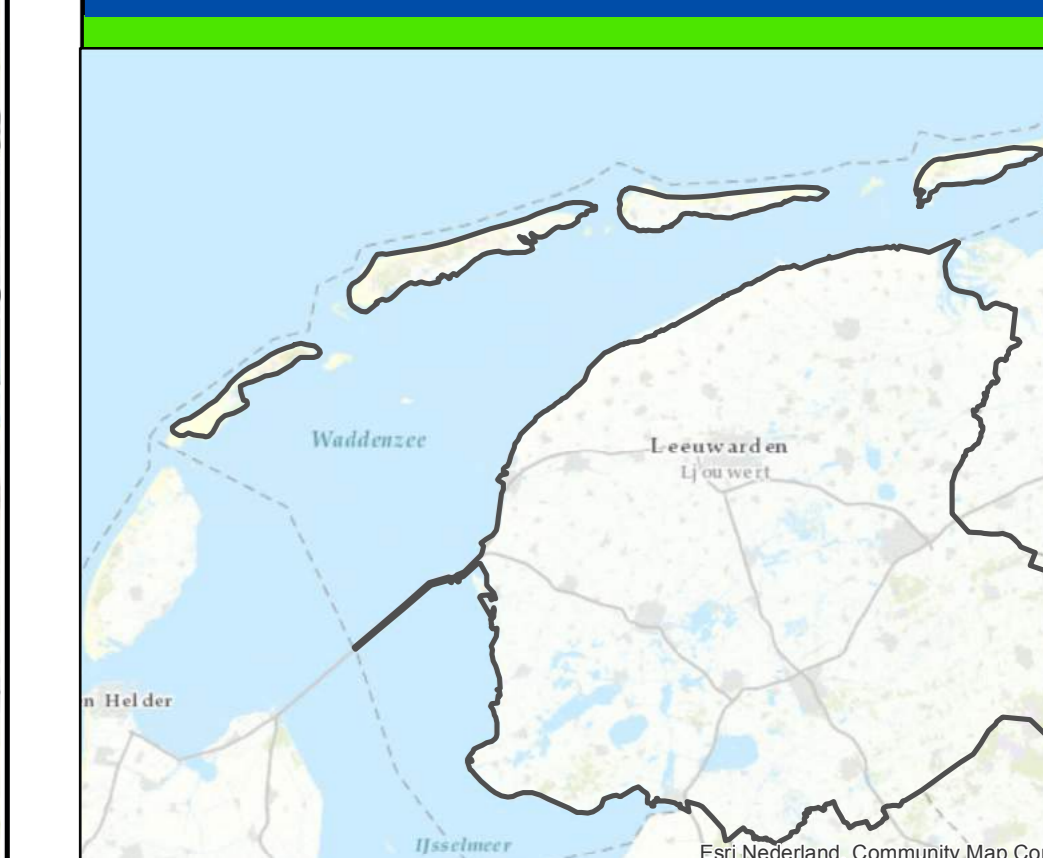 Waddenzee
Leeuwarden
Ljouwert
n Helder
IJsselmeer
Esri Nederland, Community Map Co